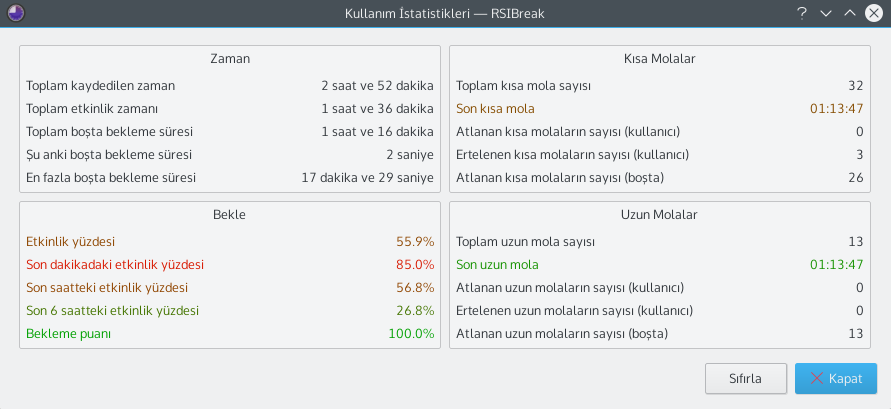 Kullanım İstatistikleri — RSIBreak
Zaman
Toplam kaydedilen zaman 2 saat ve 52 dakika
Toplam etkinlik zamanı 1 saat ve 36 dakika
Toplam boşta bekleme süresi 1 saat ve 16 dakika
Şu anki boşta bekleme süresi 2 saniye
En fazla boşta bekleme süresi 17 dakika ve 29 saniye
Kısa Molalar
Toplam kısa mola sayısı 32
Son kısa mola 01:13:47
Atlanan kısa molaların sayısı (kullanıcı) 0
Ertelenen kısa molaların sayısı (kullanıcı) 3
Atlanan kısa molaların sayısı (boşta) 26
Bekle
Etkinlik yüzdesi 55.9%
Son dakikadaki etkinlik yüzdesi 85.0%
Son saatteki etkinlik yüzdesi 56.8%
Son 6 saatteki etkinlik yüzdesi 26.8%
Bekleme puanı 100.0%
Uzun Molalar
Toplam uzun mola sayısı 13
Son uzun mola 01:13:47
Atlanan uzun molaların sayısı (kullanıcı) 0
Ertelenen uzun molaların sayısı (kullanıcı) 0
Atlanan uzun molaların sayısı (boşta) 13
Sıfırla
Kapat